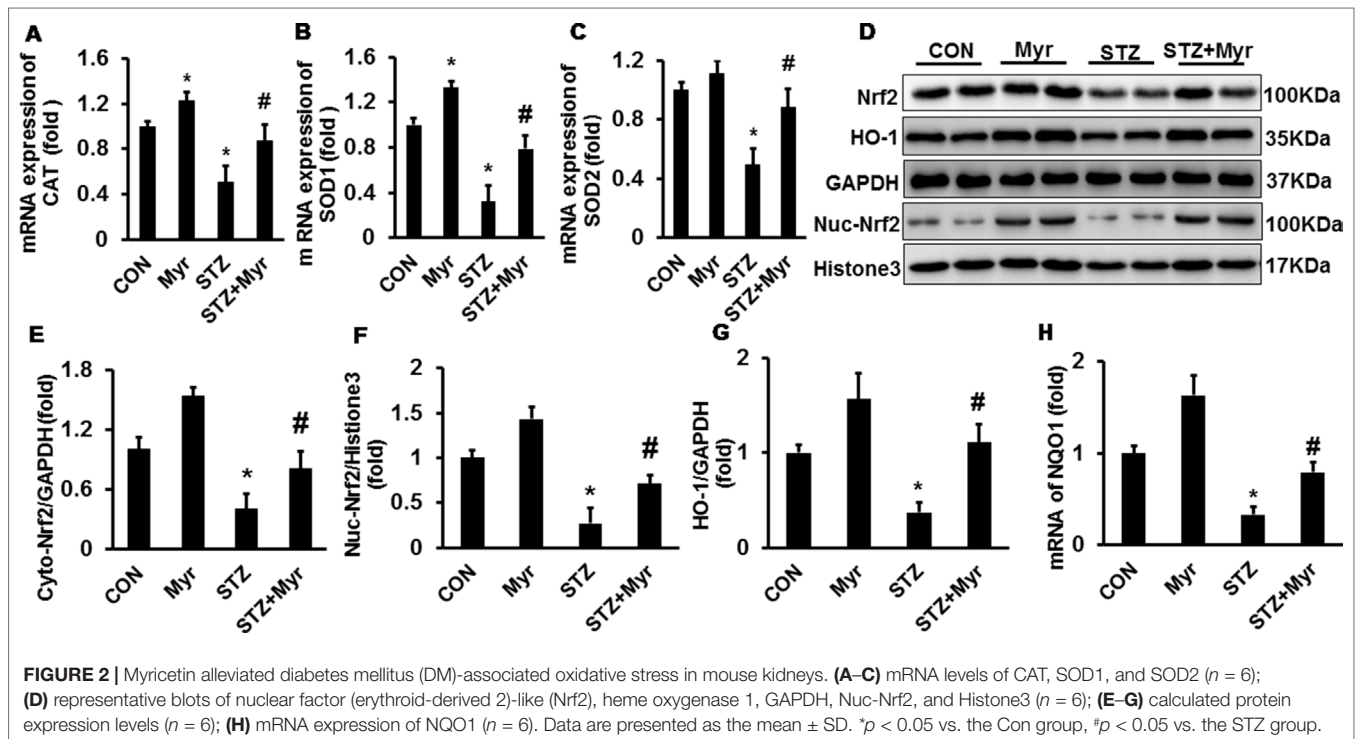 A
mRNA expression of
CAT (fold)
1.6
1.2
0.8
0.4
0
*
*
#
CON
Myr
STZ
STZ+Myr
B
m RNA expression of
SOD1 (fold)
1.6
1.2
0.8
0.4
0
*
*
#
CON
Myr
STZ
STZ+Myr
C
mRNA expression of
SOD2 (fold)
1.2
0.8
0.4
0
*
#
CON
Myr
STZ
STZ+Myr
D
CON Myr STZ STZ+Myr
Nrf2 100KDa
HO-1 35KDa
GAPDH 37KDa
Nuc-Nrf2 100KDa
Histone3 17KDa
E
Cyto-Nrf2/GAPDH(fold)
1.8
1.2
0.6
0
*
#
CON
Myr
STZ
STZ+Myr
F
Nuc-Nrf2/Histione3
(fold)
2
1.5
1
0.5
0
*
#
CON
Myr
STZ
STZ+Myr
G
HO-1/GAPDH
2
1
0
*
#
CON
Myr
STZ
STZ+Myr
H
mRNA of NQO1 (fold)
2
1
0
*
#
CON
Myr
STZ
STZ+Myr
FIGURE 2 | Myricetin alleviated diabetes mellitus (DM)-associated oxidative stress in mouse kidneys. (A–C) mRNA levels of CAT, SOD1, and SOD2 (n = 6);
(D) representative blots of nuclear factor (erythroid-derived 2)-like (Nrf2), heme oxygenase 1, GAPDH, Nuc-Nrf2, and Histone3 (n = 6); (E–G) calculated protein
expression levels (n = 6); (H) mRNA expression of NQO1 (n = 6). Data are presented as the mean ± SD. *p < 0.05 vs. the Con group, #p < 0.05 vs. the STZ group.